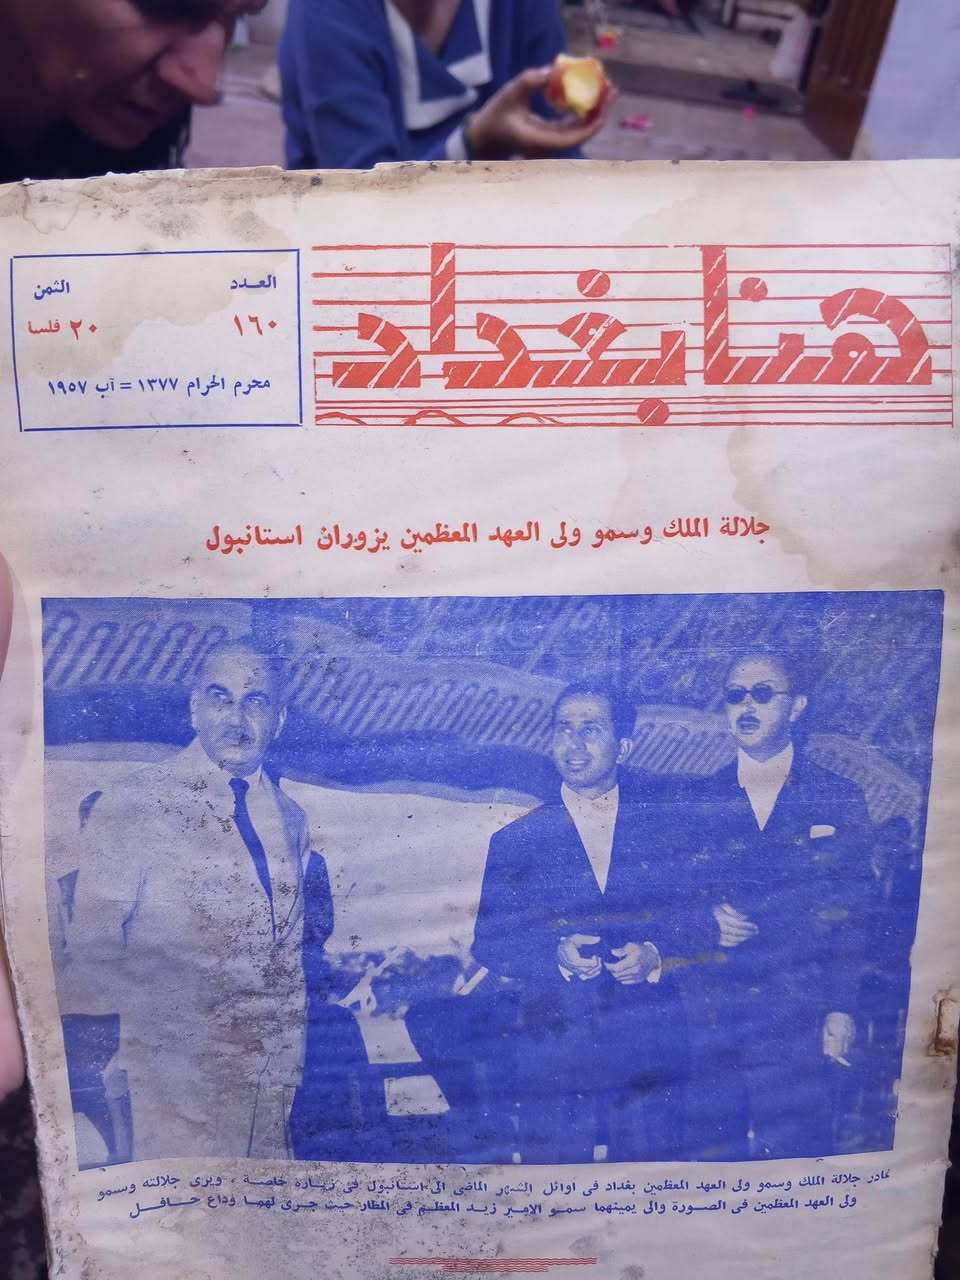 هنا بغداد
العدد
الثمن
١٦٠
٢٠ فلسا
محرم الحرام ١٣٧٧ = آب ١٩٥٧
جلالة الملك وسمو ولى العهد المعظمين يزوران استانبول
غادر جلالة الملك وسمو ولى العهد المعظمين بغداد فى اوائل الشهر الماضى الى استانبول فى زيارة خاصة ، ويرى جلالته وسمو
ولى العهد المعظمين فى الصورة والى يمينهما سمو الامير زيد المعظم فى المطار حيث جرى لهما وداع حافل